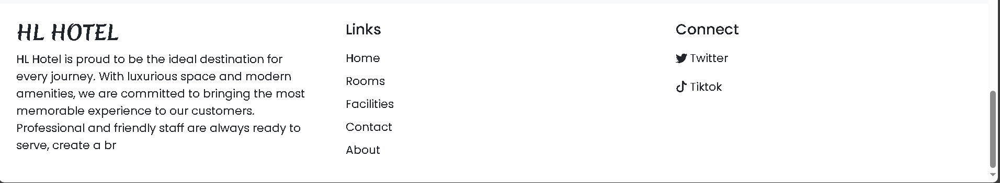 HL HOTEL
HL Hotel is proud to be the ideal destination for
every journey. With luxurious space and modern
amenities, we are committed to bringing the most
memorable experience to our customers.
Professional and friendly staff are always ready to
serve, create a br
Links
Home
Rooms
Facilities
Contact
About
Connect
Twitter
Tiktok